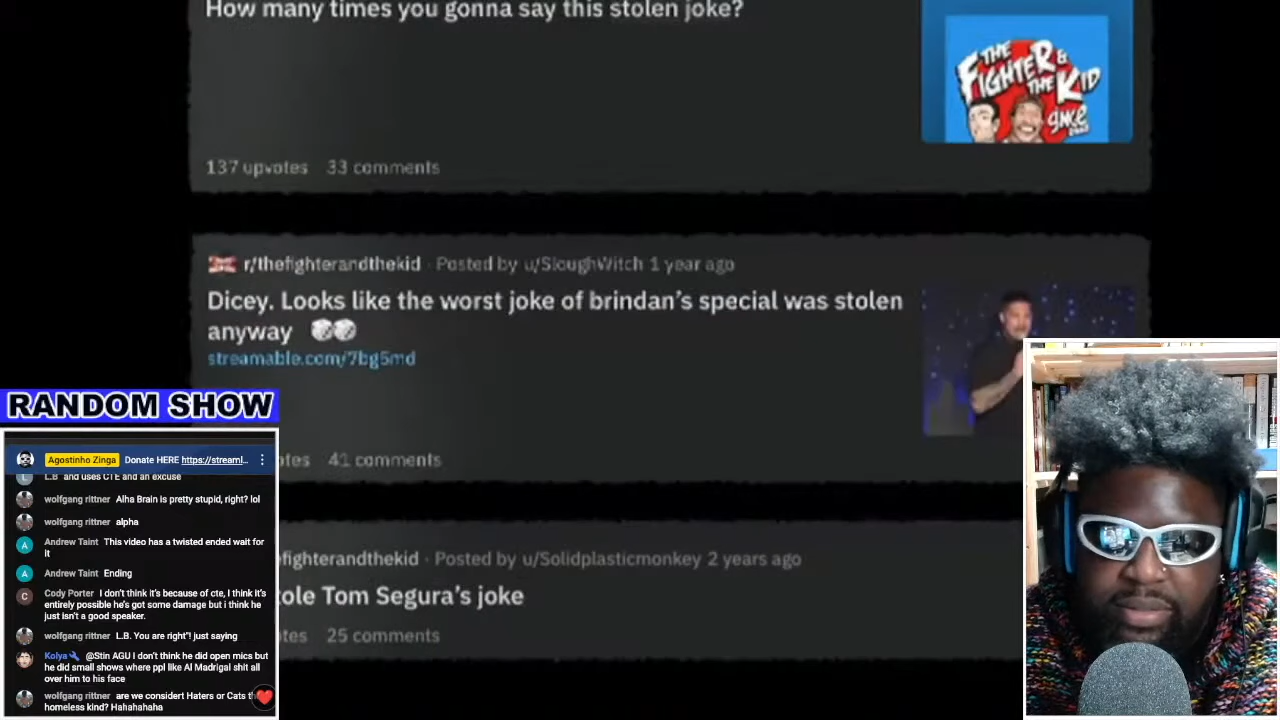 How many times you gonna say this stolen joke?
THE
FIGHTER &
THE KID
137 upvotes 33 comments
r/thefighterandthekid · Posted by u/SloughWitch 1 year ago
Dicey. Looks like the worst joke of brindan's special was stolen
anyway
streamable.com/7bg5md
41 comments
fighterandthekid · Posted by u/Solidplasticmonkey 2 years ago
tole Tom Segura's joke
25 comments
RANDOM SHOW
Agostinho Zinga Donate HERE https://streaml...
L.B and uses CTE and an excuse
wolfgang rittner Alha Brain is pretty stupid, right? lol
wolfgang rittner alpha
A Andrew Taint This video has a twisted ended wait for
it
A Andrew Taint Ending
C Cody Porter I don't think it's because of cte, I think it's
entirely possible he's got some damage but i think he
just isn't a good speaker.
wolfgang rittner L.B. You are right"! just saying
Kolya @Stin AGU I don't think he did open mics but
he did small shows where ppl like Al Madrigal shit all
over him to his face
wolfgang rittner are we considert Haters or Cats
homeless kind? Hahahahaha